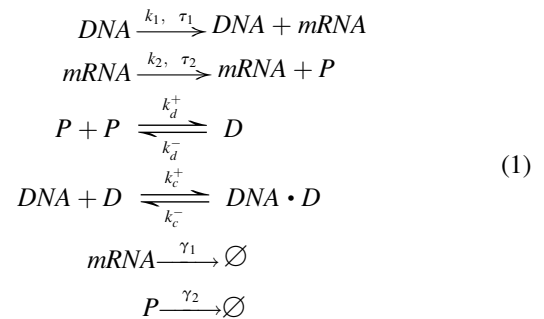 DNA —k₁, τ₁→ DNA + mRNA
mRNA —k₂, τ₂→ mRNA + P
P + P ⇌ D k_d^+ k_d^-
DNA + D ⇌ DNA • D k_c^+ k_c^-
(1)
mRNA —γ₁→ ∅
P —γ₂→ ∅